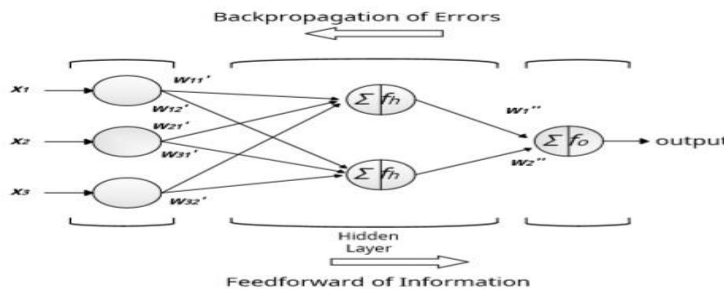 Backpropagation of Errors
x₁
w₁₁'
w₁₂'
Σ fₕ
w₁''
x₂
w₂₁'
w₃₁'
Σ fₒ
output
w₂''
x₃
w₃₂'
Σ fₕ
Hidden
Layer
Feedforward of Information